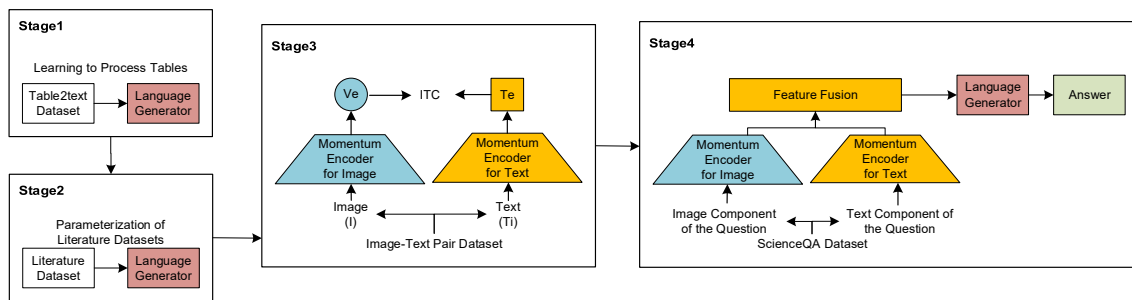 Stage1
Learning to Process Tables
Table2text
Dataset
Language
Generator
Stage2
Parameterization of
Literature Datasets
Literature
Dataset
Language
Generator
Stage3
Ve
ITC
Te
Momentum
Encoder
for Image
Momentum
Encoder
for Text
Image
(I)
Text
(Ti)
Image-Text Pair Dataset
Stage4
Feature Fusion
Language
Generator
Answer
Momentum
Encoder
for Image
Momentum
Encoder
for Text
Image Component
of the Question
Text Component of
the Question
ScienceQA Dataset